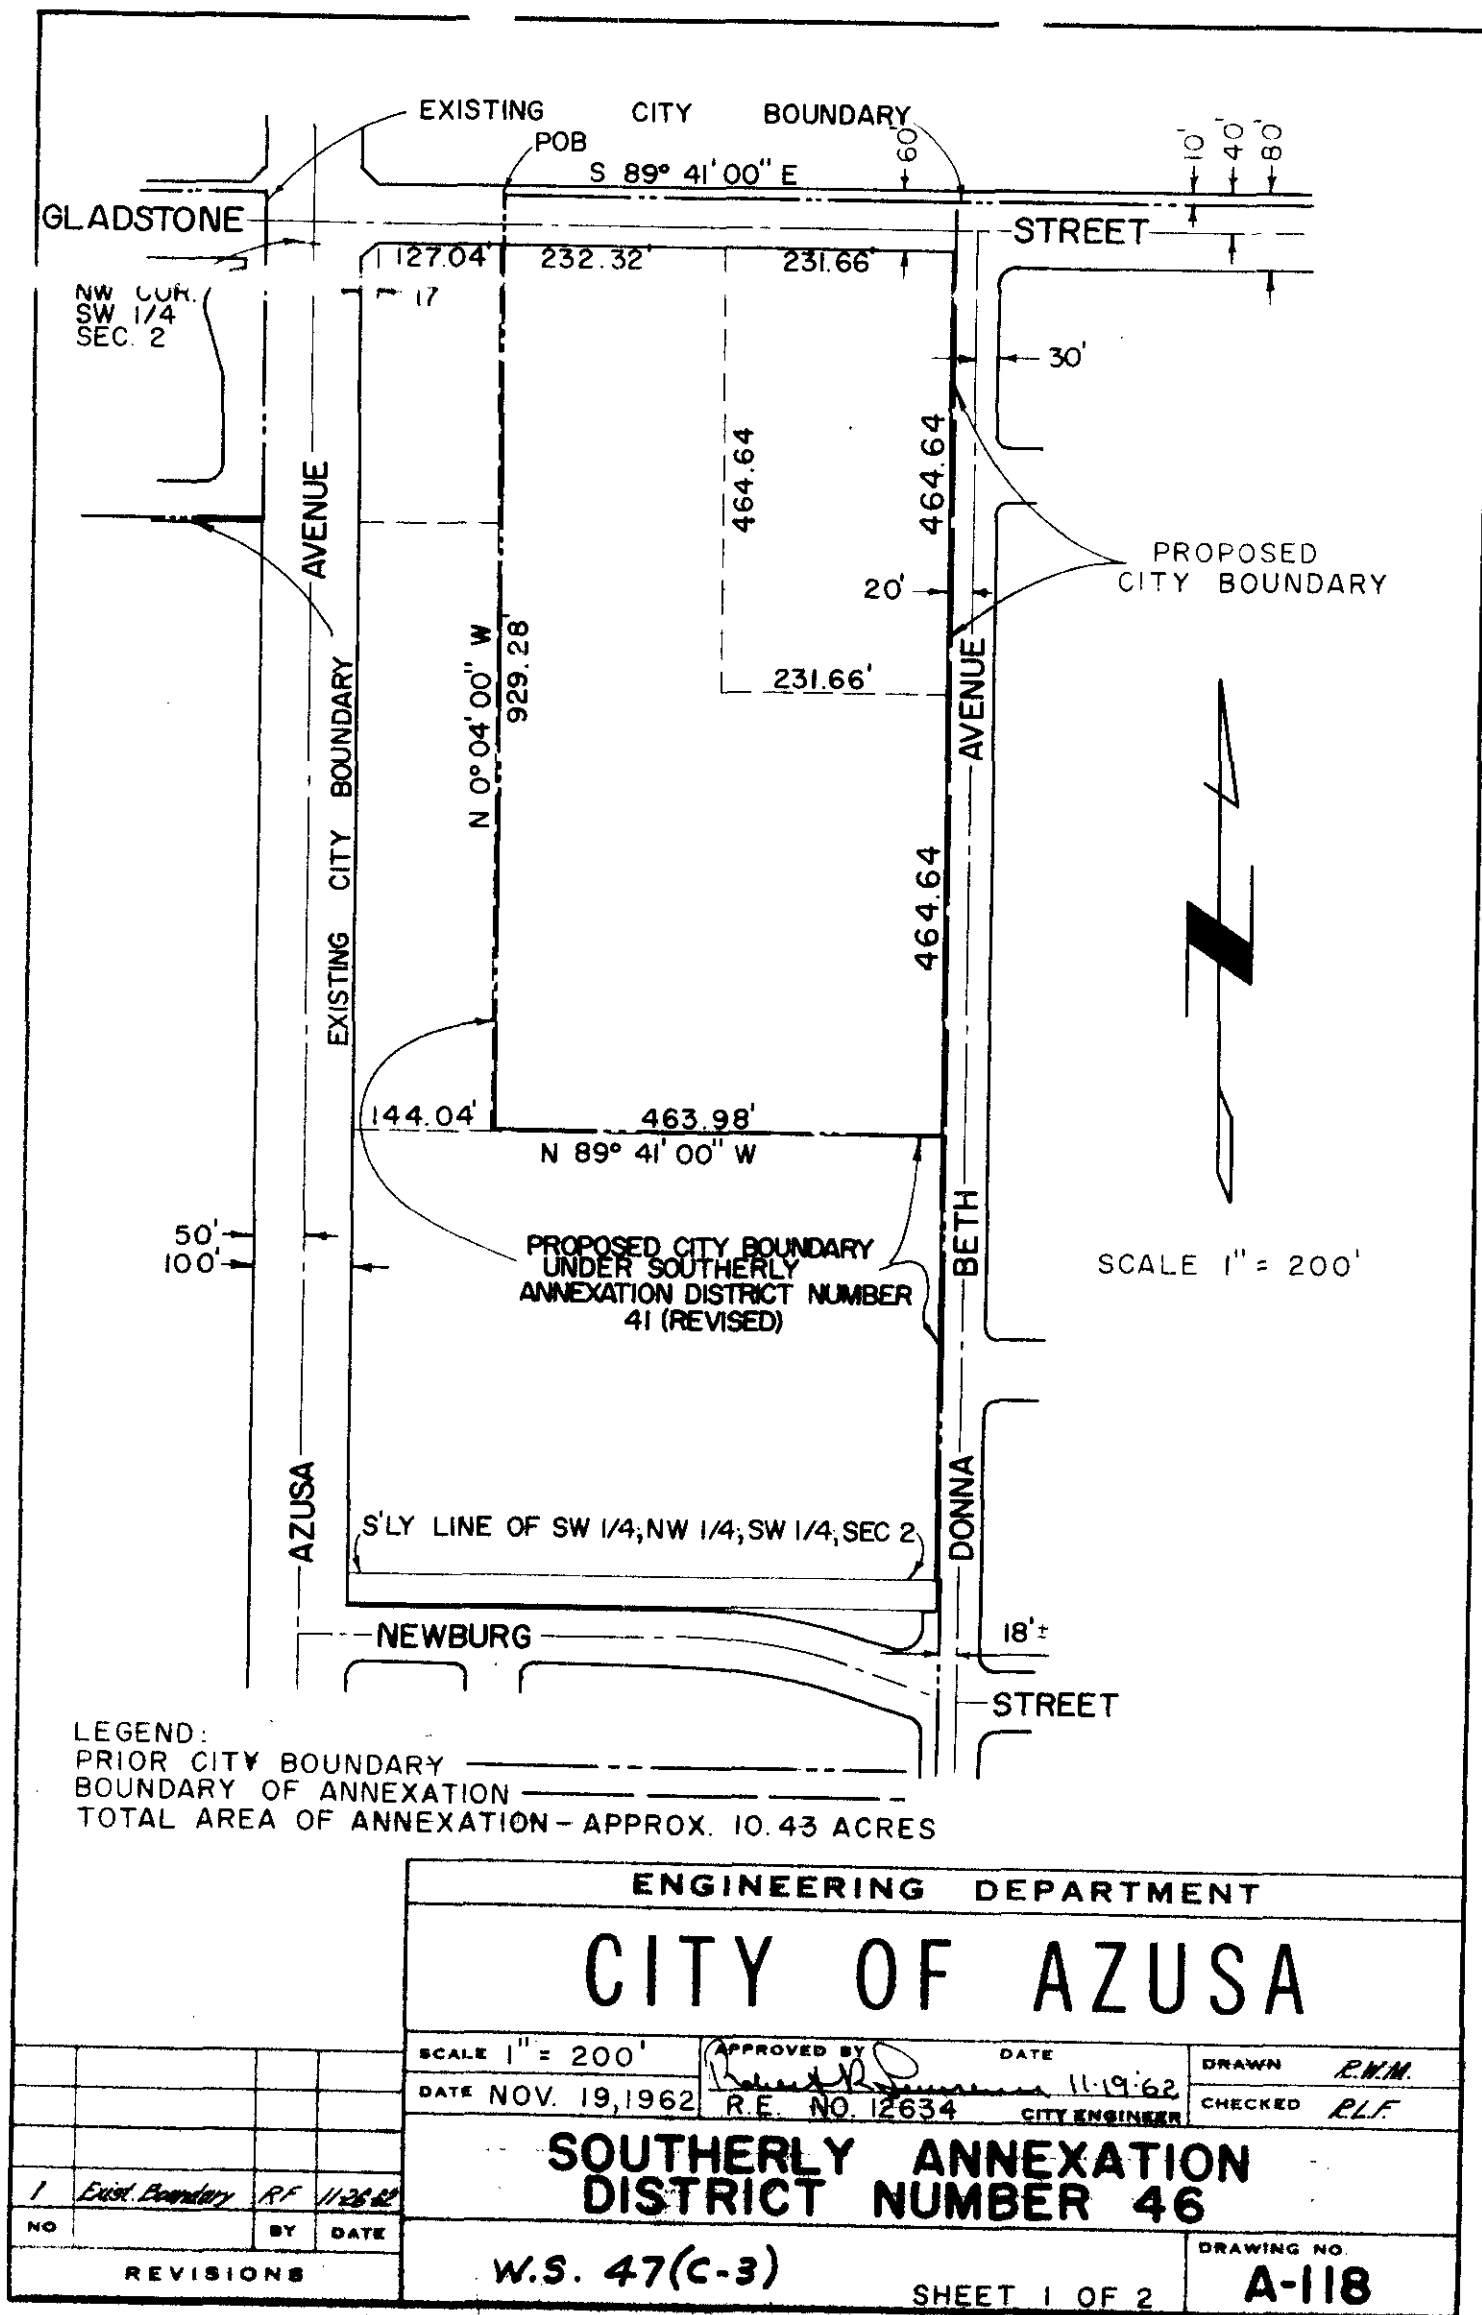 EXISTING CITY BOUNDARY
POB
S 89° 41' 00" E
60'
10'
40'
80'
GLADSTONE
STREET
127.04'
232.32'
231.66'
17
NW COR.
SW 1/4
SEC. 2
30'
AVENUE
464.64
464.64
PROPOSED
CITY BOUNDARY
20'
N 0° 04' 00" W
929.28'
231.66'
AVENUE
EXISTING CITY BOUNDARY
464.64
144.04'
463.98'
N 89° 41' 00" W
50'
100'
PROPOSED CITY BOUNDARY
UNDER SOUTHERLY
ANNEXATION DISTRICT NUMBER
41 (REVISED)
BETH
SCALE 1" = 200'
AZUSA
S'LY LINE OF SW 1/4, NW 1/4, SW 1/4, SEC 2
DONNA
NEWBURG
18'±
STREET
LEGEND:
PRIOR CITY BOUNDARY
BOUNDARY OF ANNEXATION
TOTAL AREA OF ANNEXATION - APPROX. 10.43 ACRES
ENGINEERING DEPARTMENT
CITY OF AZUSA
SCALE 1" = 200'
APPROVED BY
DATE
DRAWN R.W.M.
DATE NOV. 19, 1962
11-19-62
R.E. NO. 12634
CITY ENGINEER
CHECKED R.L.F.
SOUTHERLY ANNEXATION
DISTRICT NUMBER 46
1 Exist. Boundary RF 11-26-62
NO BY DATE
REVISIONS
W.S. 47(C-3)
SHEET 1 OF 2
DRAWING NO.
A-118